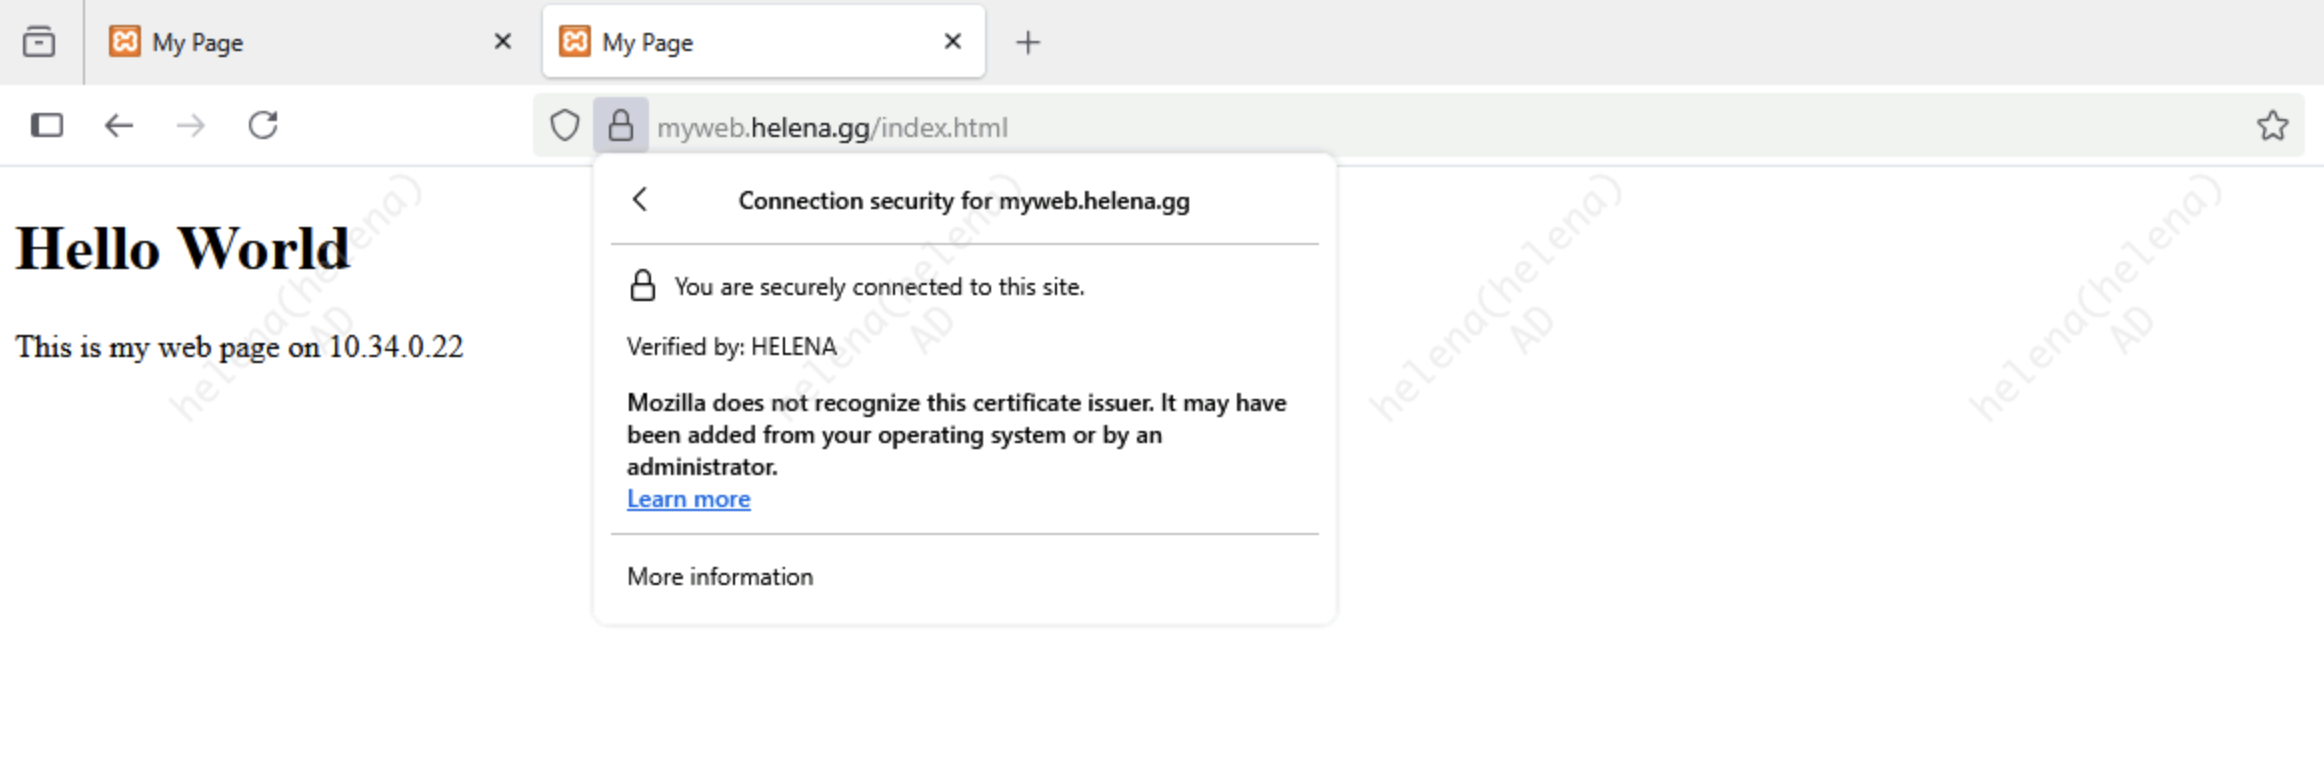 My Page
My Page
myweb.helena.gg/index.html
Connection security for myweb.helena.gg
Hello World
You are securely connected to this site.
This is my web page on 10.34.0.22
Verified by: HELENA
Mozilla does not recognize this certificate issuer. It may have
been added from your operating system or by an
administrator.
Learn more
More information
helena(helena)
AD
helena(helena)
AD
helena(helena)
AD
helena(helena)
AD